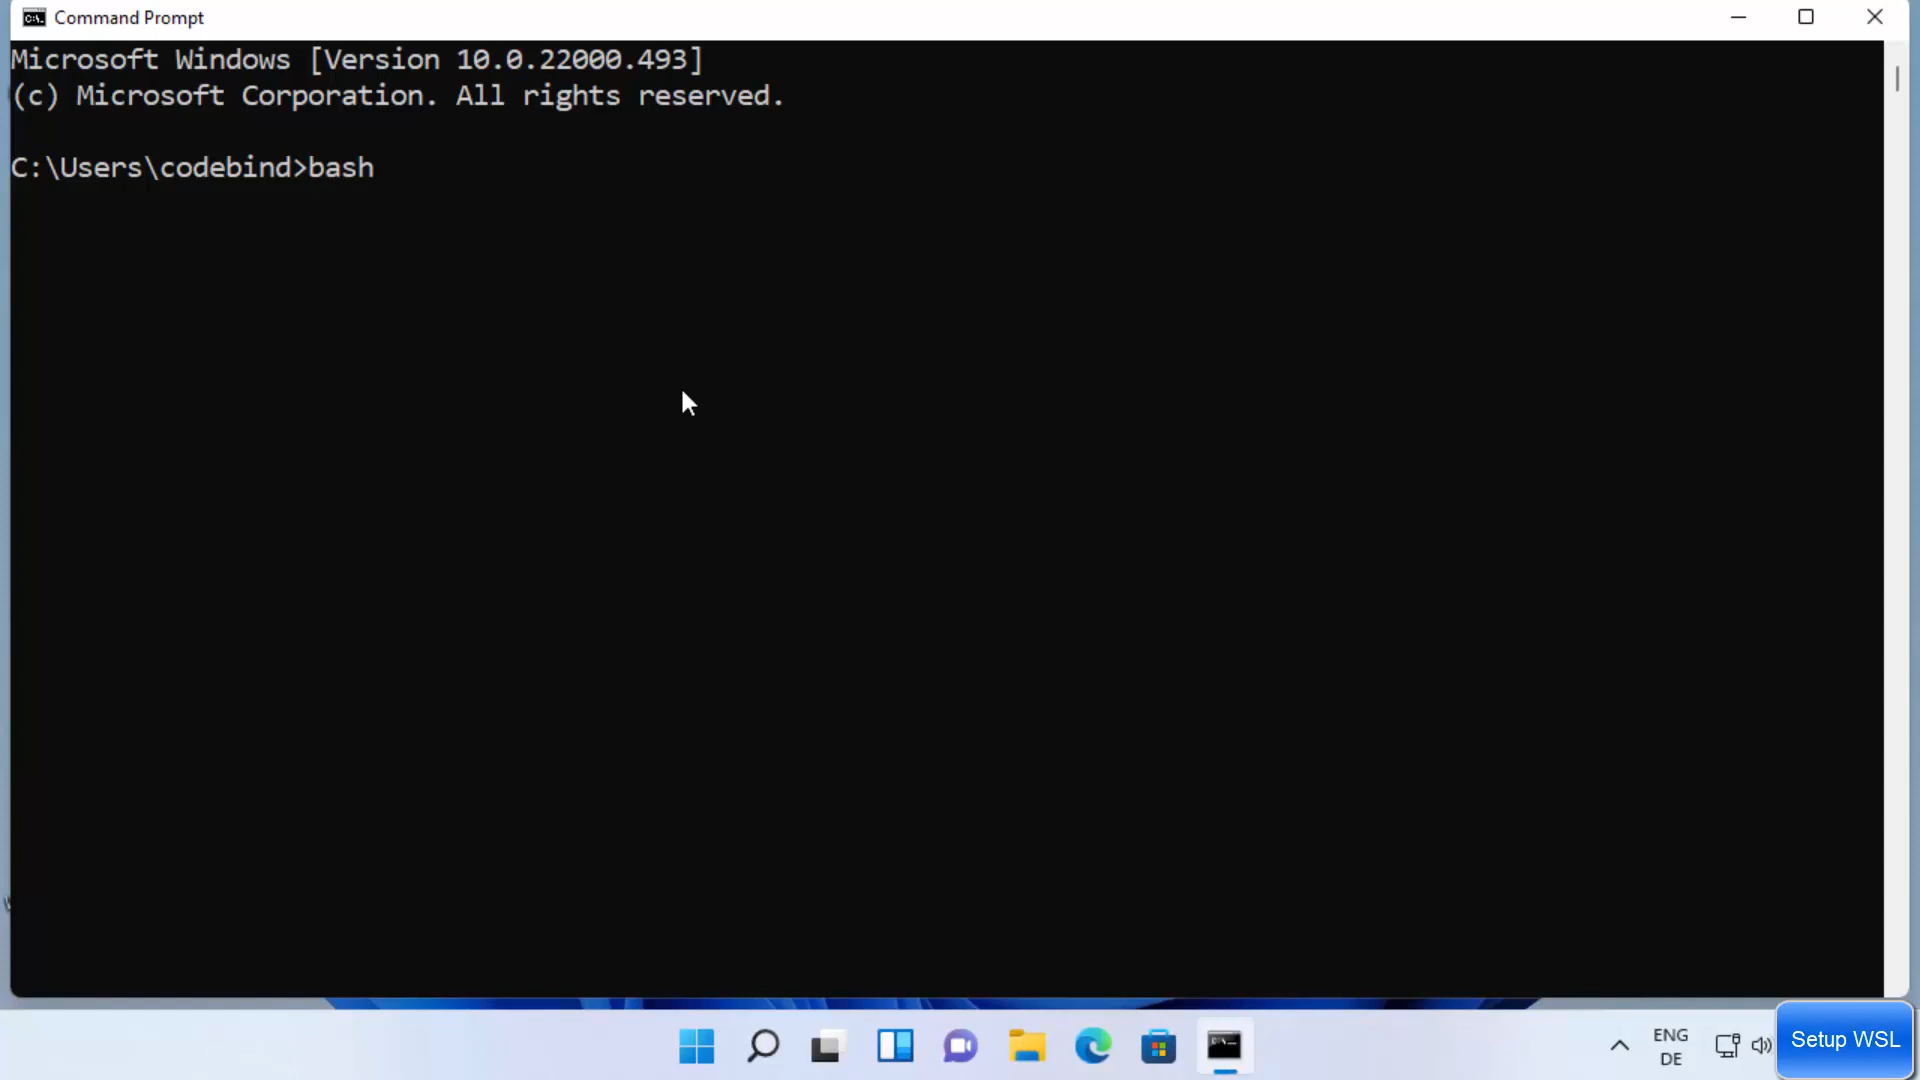 Command Prompt
Microsoft Windows [Version 10.0.22000.493]
(c) Microsoft Corporation. All rights reserved.
C:\Users\codebind>bash
ENG
DE
Setup WSL